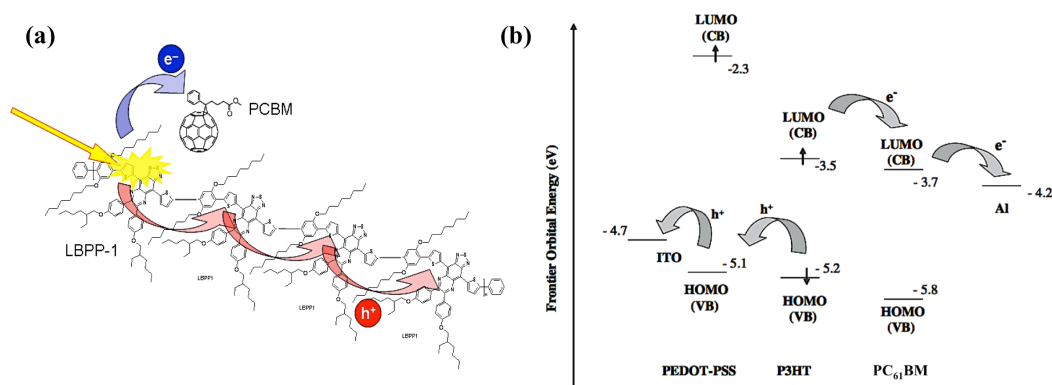 (a)
e⁻
PCBM
LBPP-1
LBPP1
LBPP1
LBPP1
h⁺
(b)
Frontier Orbital Energy (eV)
LUMO
(CB)
-2.3
LUMO
(CB)
-3.5
e⁻
LUMO
(CB)
-3.7
e⁻
- 4.2
Al
- 4.7
ITO
h⁺
h⁺
- 5.1
HOMO
(VB)
- 5.2
HOMO
(VB)
- 5.8
HOMO
(VB)
PEDOT-PSS
P3HT
PC₆₁BM